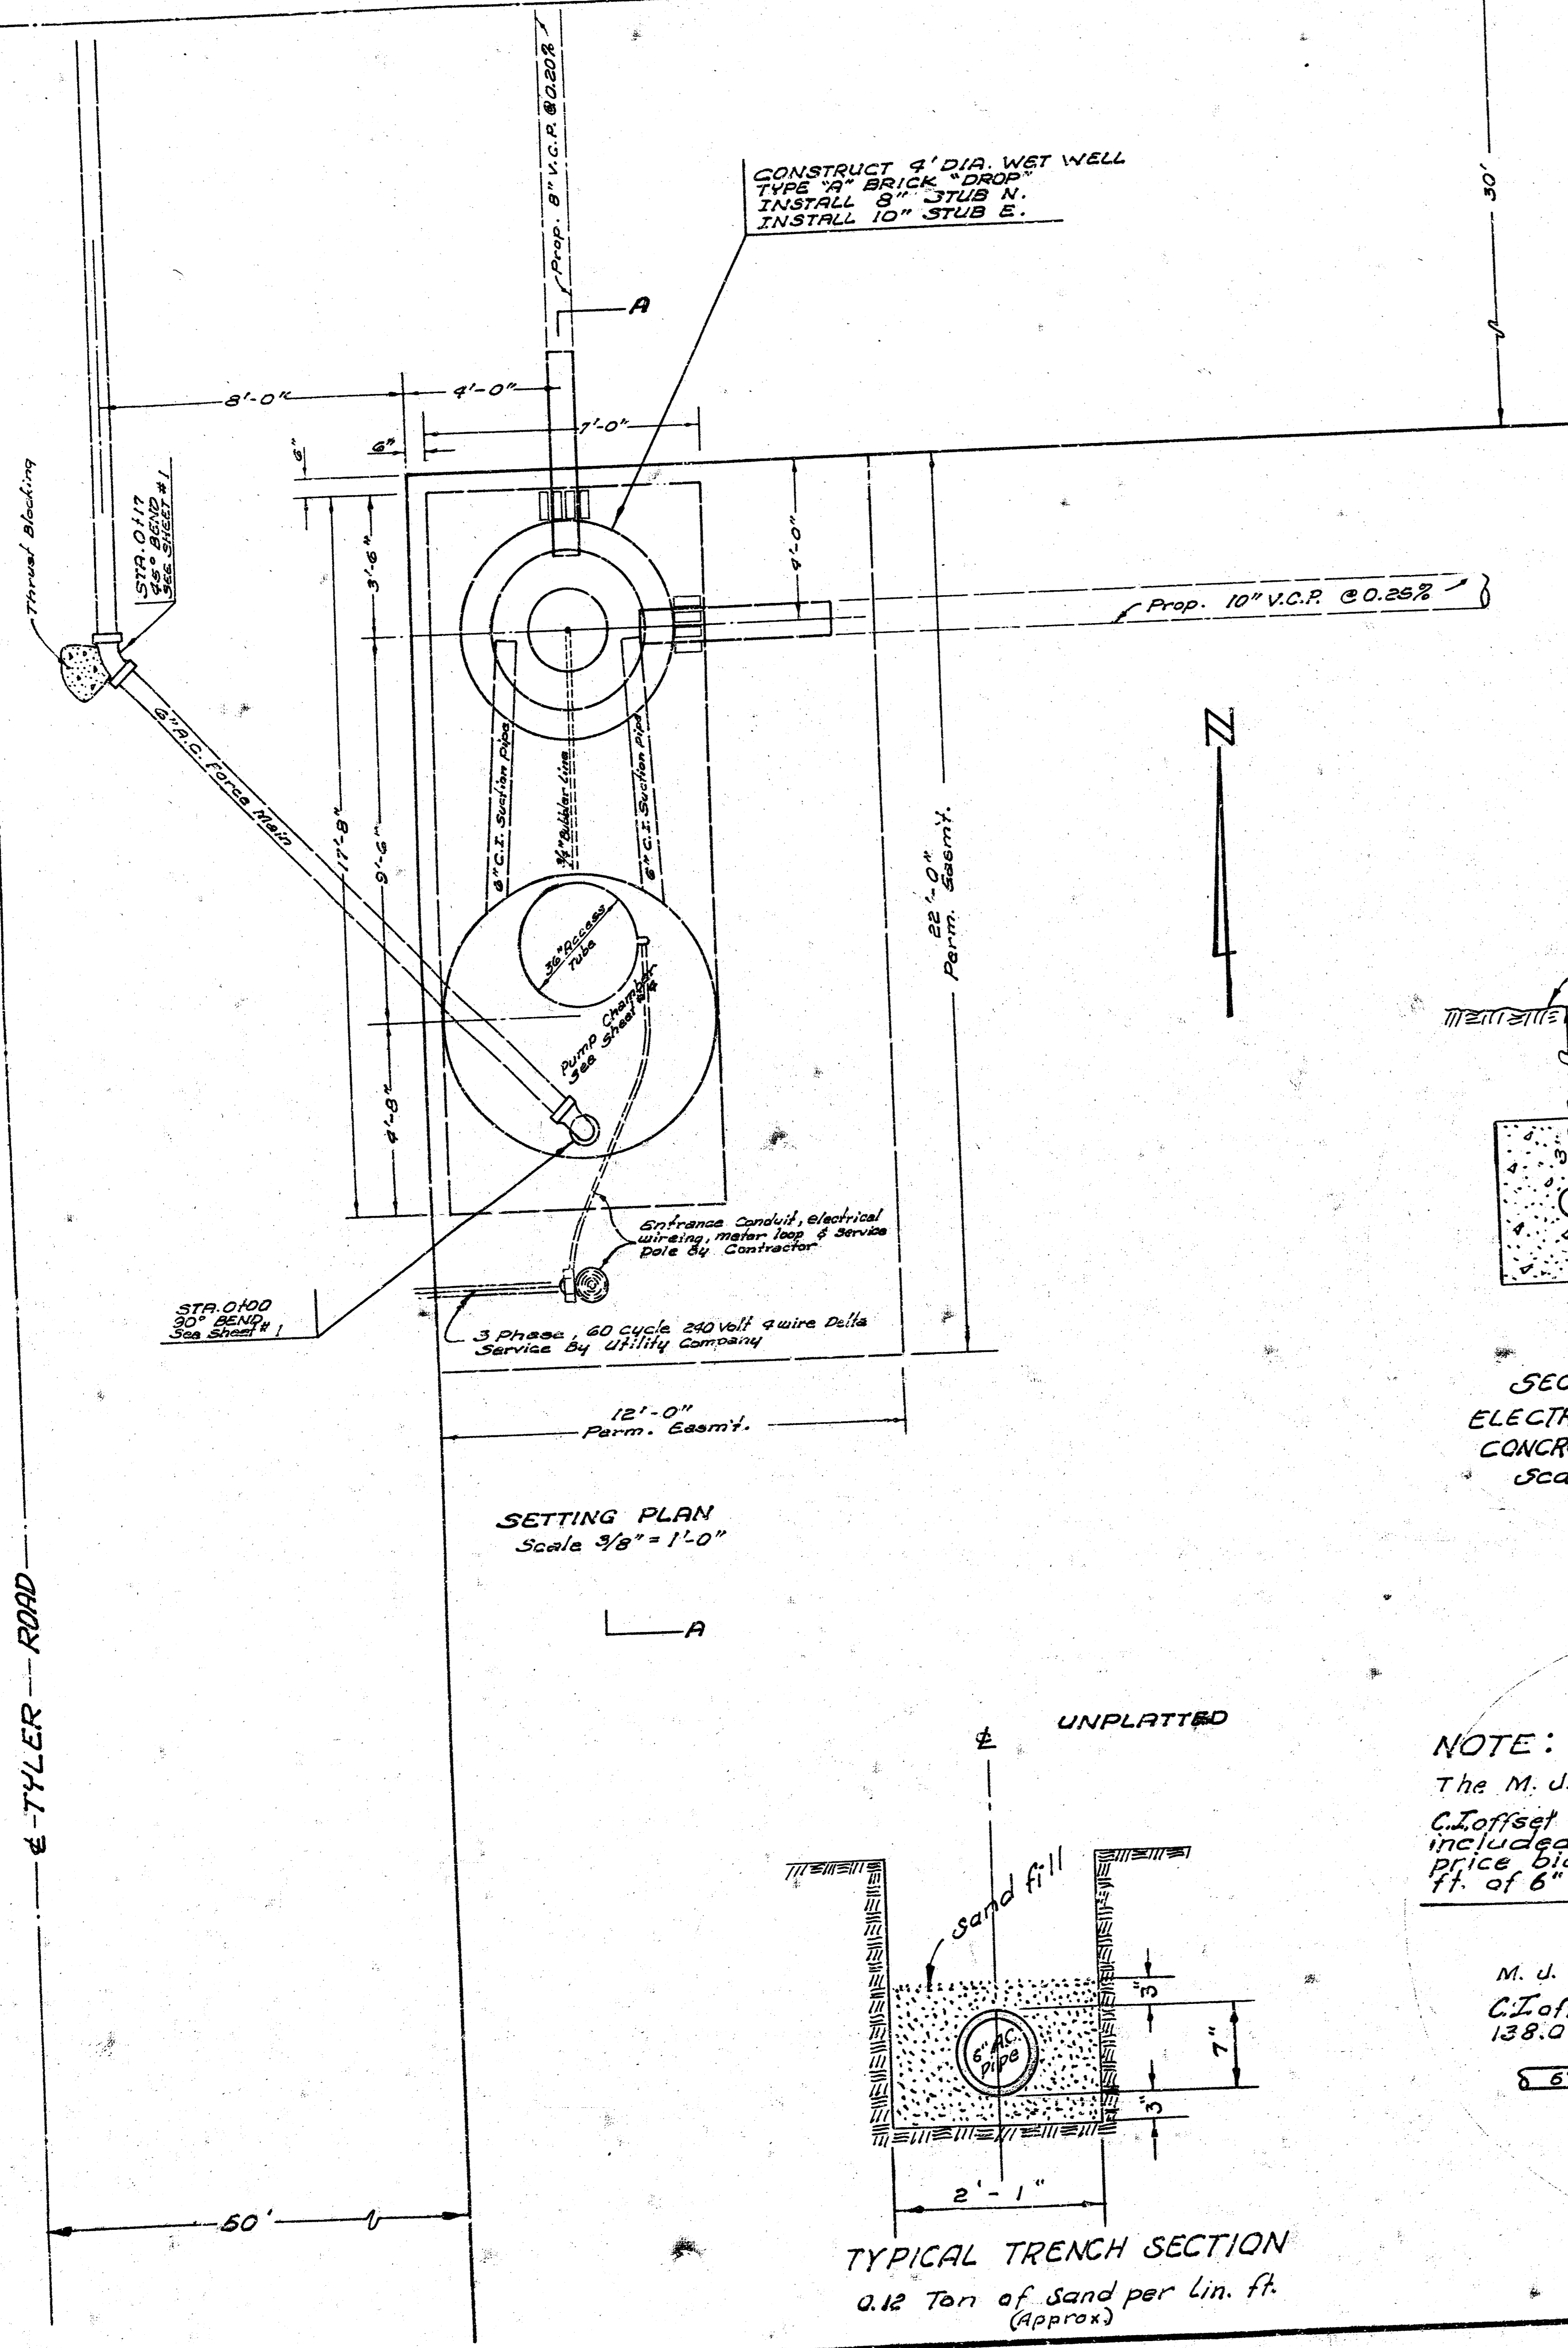 Prop. 8" V.C.P. @ 0.20%
CONSTRUCT 4' DIA. WET WELL
TYPE "A" BRICK "DROP"
INSTALL 8" STUB N.
INSTALL 10" STUB E.
30'
A
8'-0"
4'-0"
7'-0"
6"
6"
Thrust Blocking
STA. 0+17
45° BEND
SEE SHEET #1
3'-6"
4'-0"
Prop. 10" V.C.P. @ 0.25%
6" A.C. Force Main
6" C.I. Suction Pipe
3/4" Bubbler Line
6" C.I. Suction Pipe
17'-8"
9'-6"
22'-0"
Perm. Easm't.
N
36" Access
Tube
Pump Chamber
See Sheet
4'-8"
3"
Entrance Conduit, electrical
wireing, meter loop & Service
Pole By Contractor
STA. 0+00
90° BEND
See Sheet #1
3 Phase, 60 cycle 240 Volt 4 wire Delta
Service By Utility Company
12'-0"
Perm. Easm't.
SEC
ELECTR
CONCR
Sca
SETTING PLAN
Scale 3/8" = 1'-0"
A
℄ TYLER ROAD
UNPLATTED
℄
NOTE:
The M. J.
C.I. offset
included
price bid
ft. of 6"
sand fill
3"
6" AC.
pipe
7"
3"
M. J.
C.I. of
138.0
6"
2'-1"
60'
TYPICAL TRENCH SECTION
0.12 Ton of Sand per Lin. ft.
(Approx.)